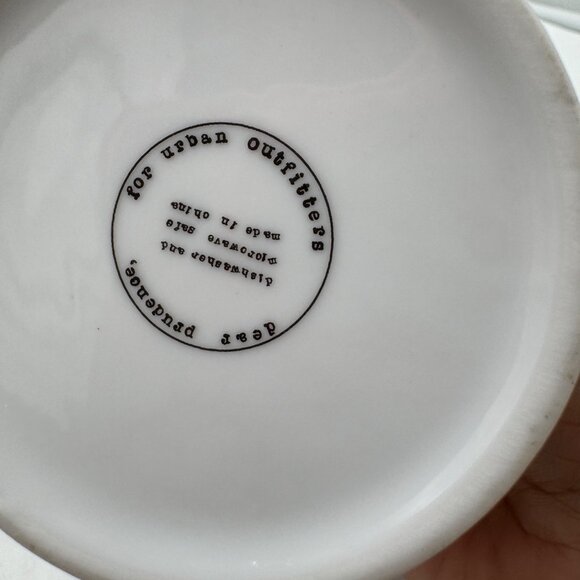 dear prudence,
for urban Outfitters
dishwasher and
microwave safe
made in china